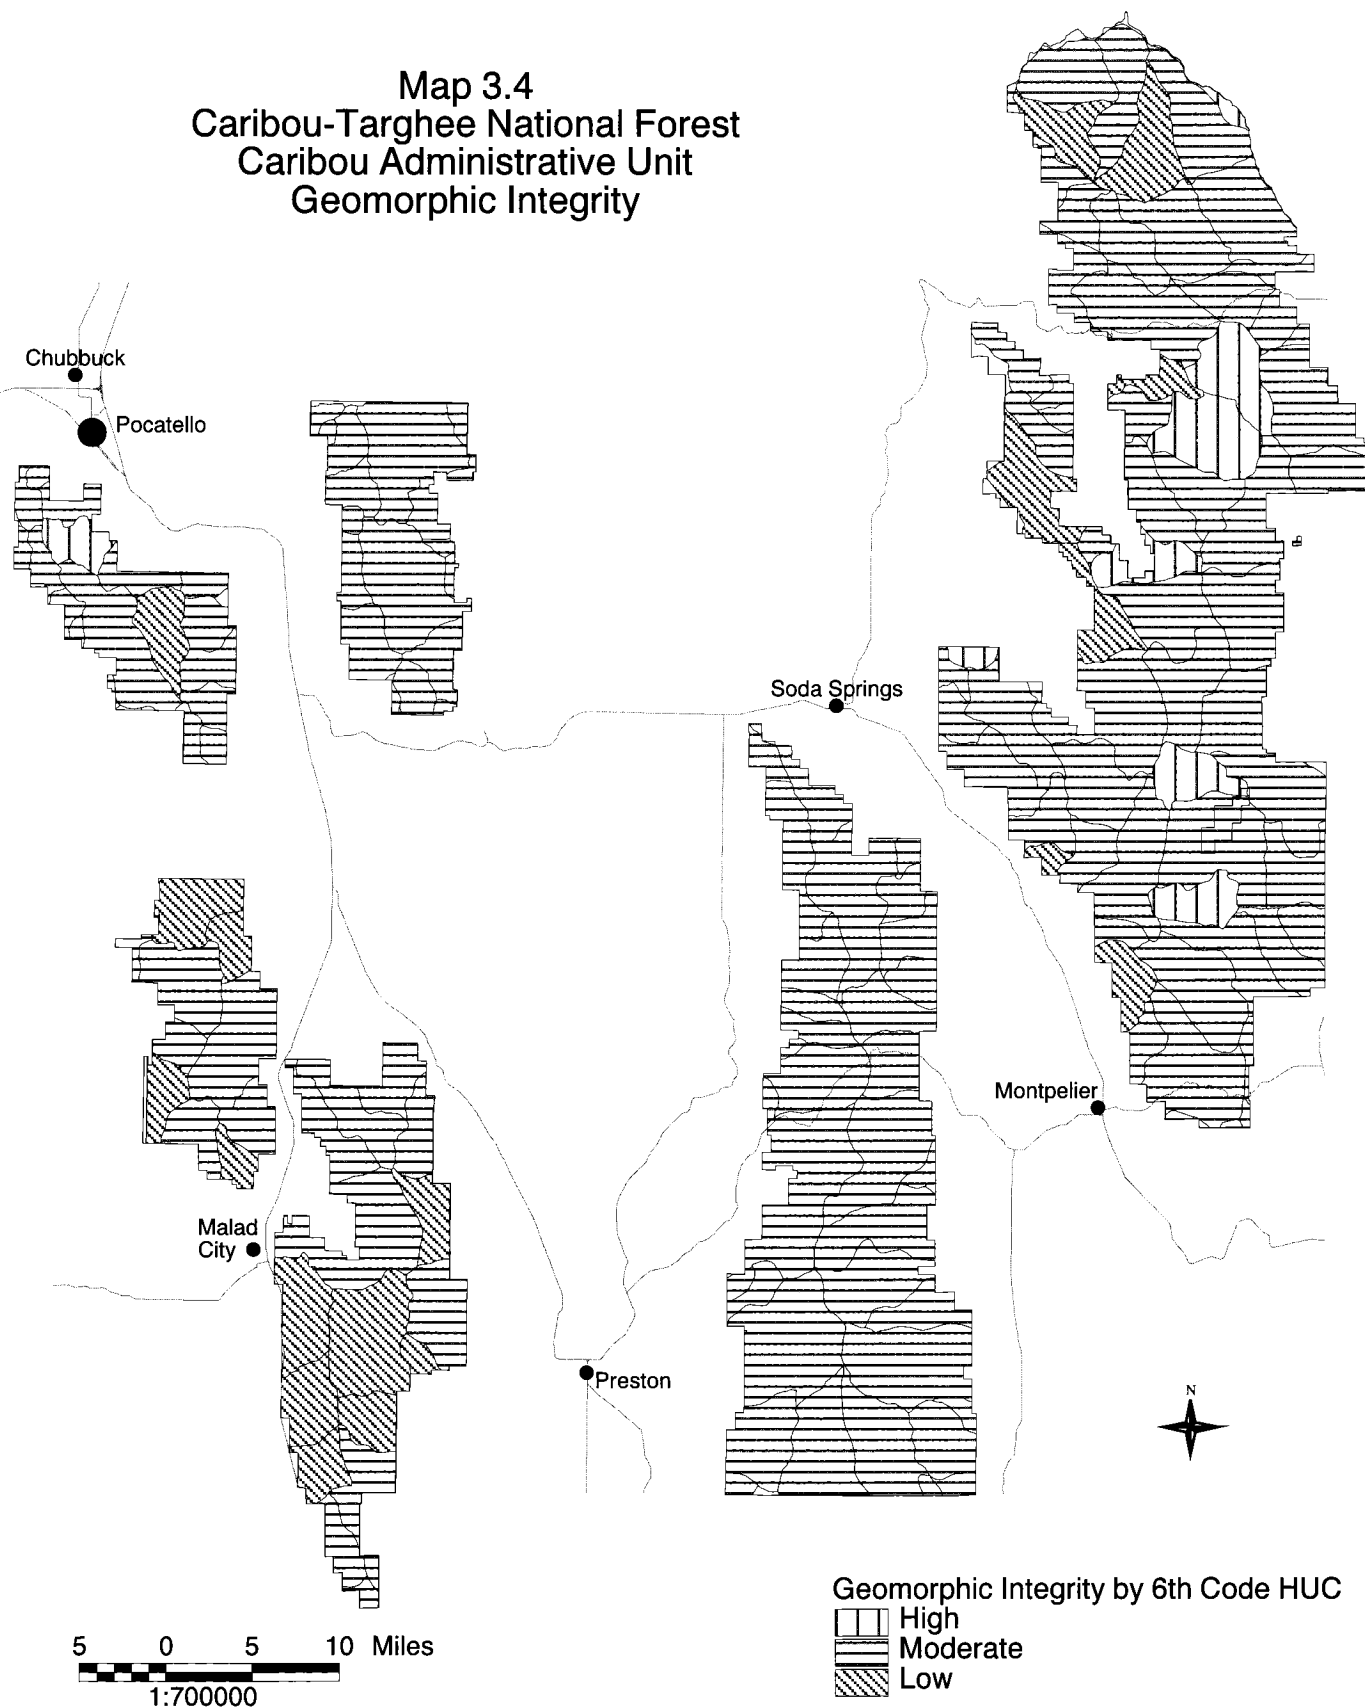 Map 3.4
Caribou-Targhee National Forest
Caribou Administrative Unit
Geomorphic Integrity
Chubbuck
Pocatello
Soda Springs
Montpelier
Malad
City
Preston
N
Geomorphic Integrity by 6th Code HUC
High
Moderate
Low
5 0 5 10 Miles
1:700000